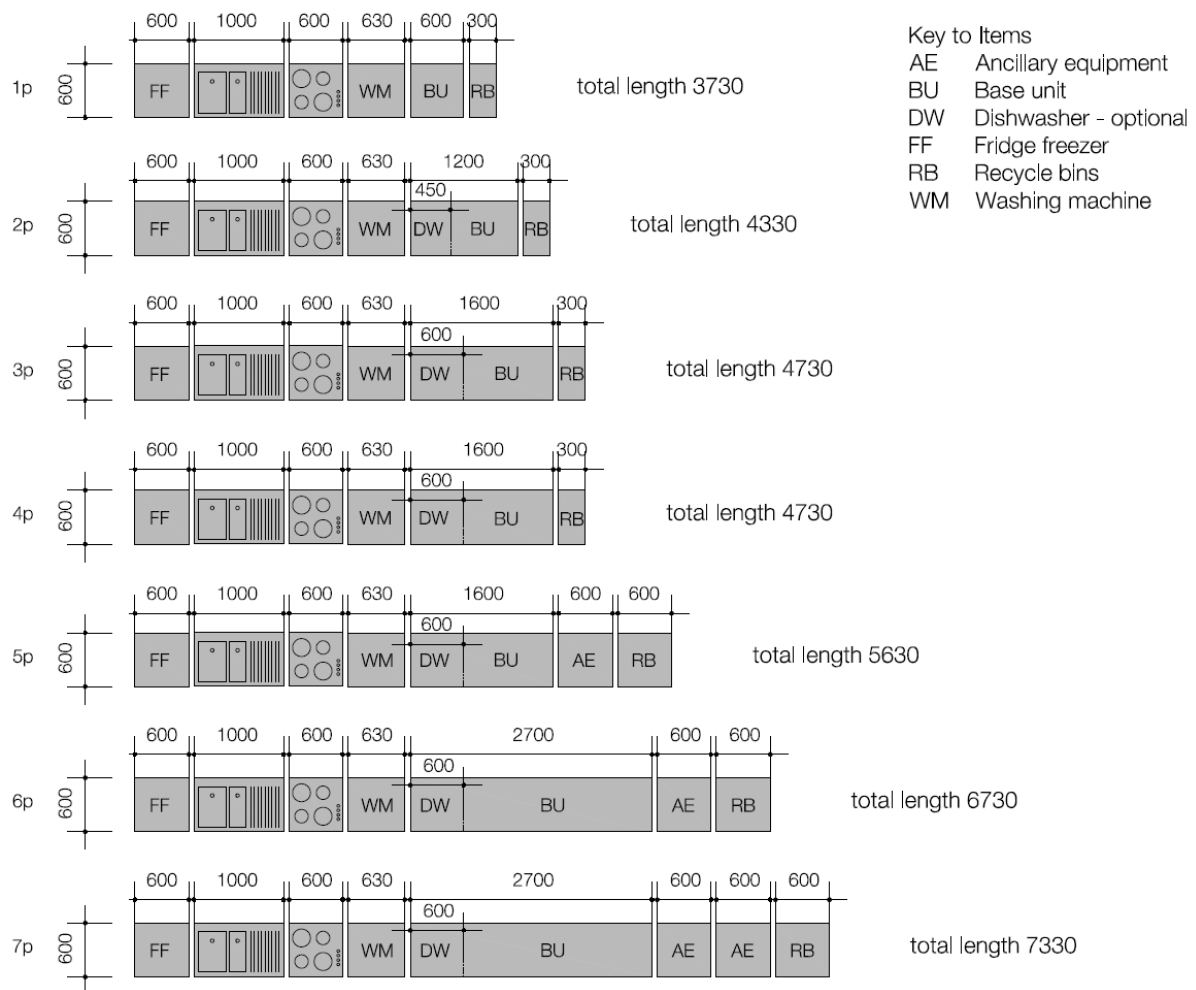 600 1000 600 630 600 300
Key to Items
AE Ancillary equipment
BU Base unit
DW Dishwasher - optional
FF Fridge freezer
RB Recycle bins
WM Washing machine
1p 600 FF WM BU RB total length 3730
600 1000 600 630 1200 300
450
2p 600 FF WM DW BU RB total length 4330
600 1000 600 630 1600 300
600
3p 600 FF WM DW BU RB total length 4730
600 1000 600 630 1600 300
600
4p 600 FF WM DW BU RB total length 4730
600 1000 600 630 1600 600 600
600
5p 600 FF WM DW BU AE RB total length 5630
600 1000 600 630 2700 600 600
600
6p 600 FF WM DW BU AE RB total length 6730
600 1000 600 630 2700 600 600 600
600
7p 600 FF WM DW BU AE AE RB total length 7330